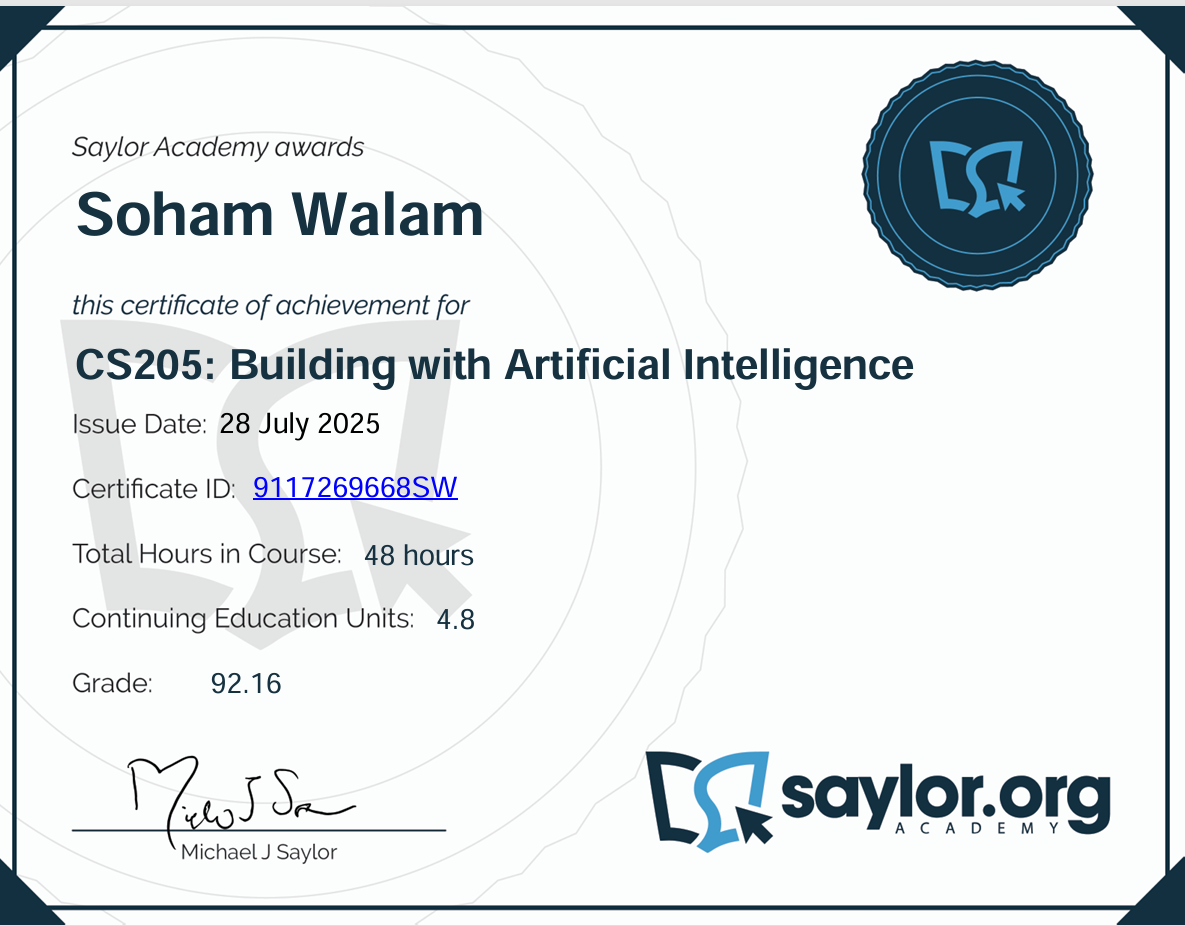 Saylor Academy awards
Soham Walam
this certificate of achievement for
CS205: Building with Artificial Intelligence
Issue Date: 28 July 2025
Certificate ID: 9117269668SW
Total Hours in Course: 48 hours
Continuing Education Units: 4.8
Grade: 92.16
Michael J Saylor
saylor.org
ACADEMY